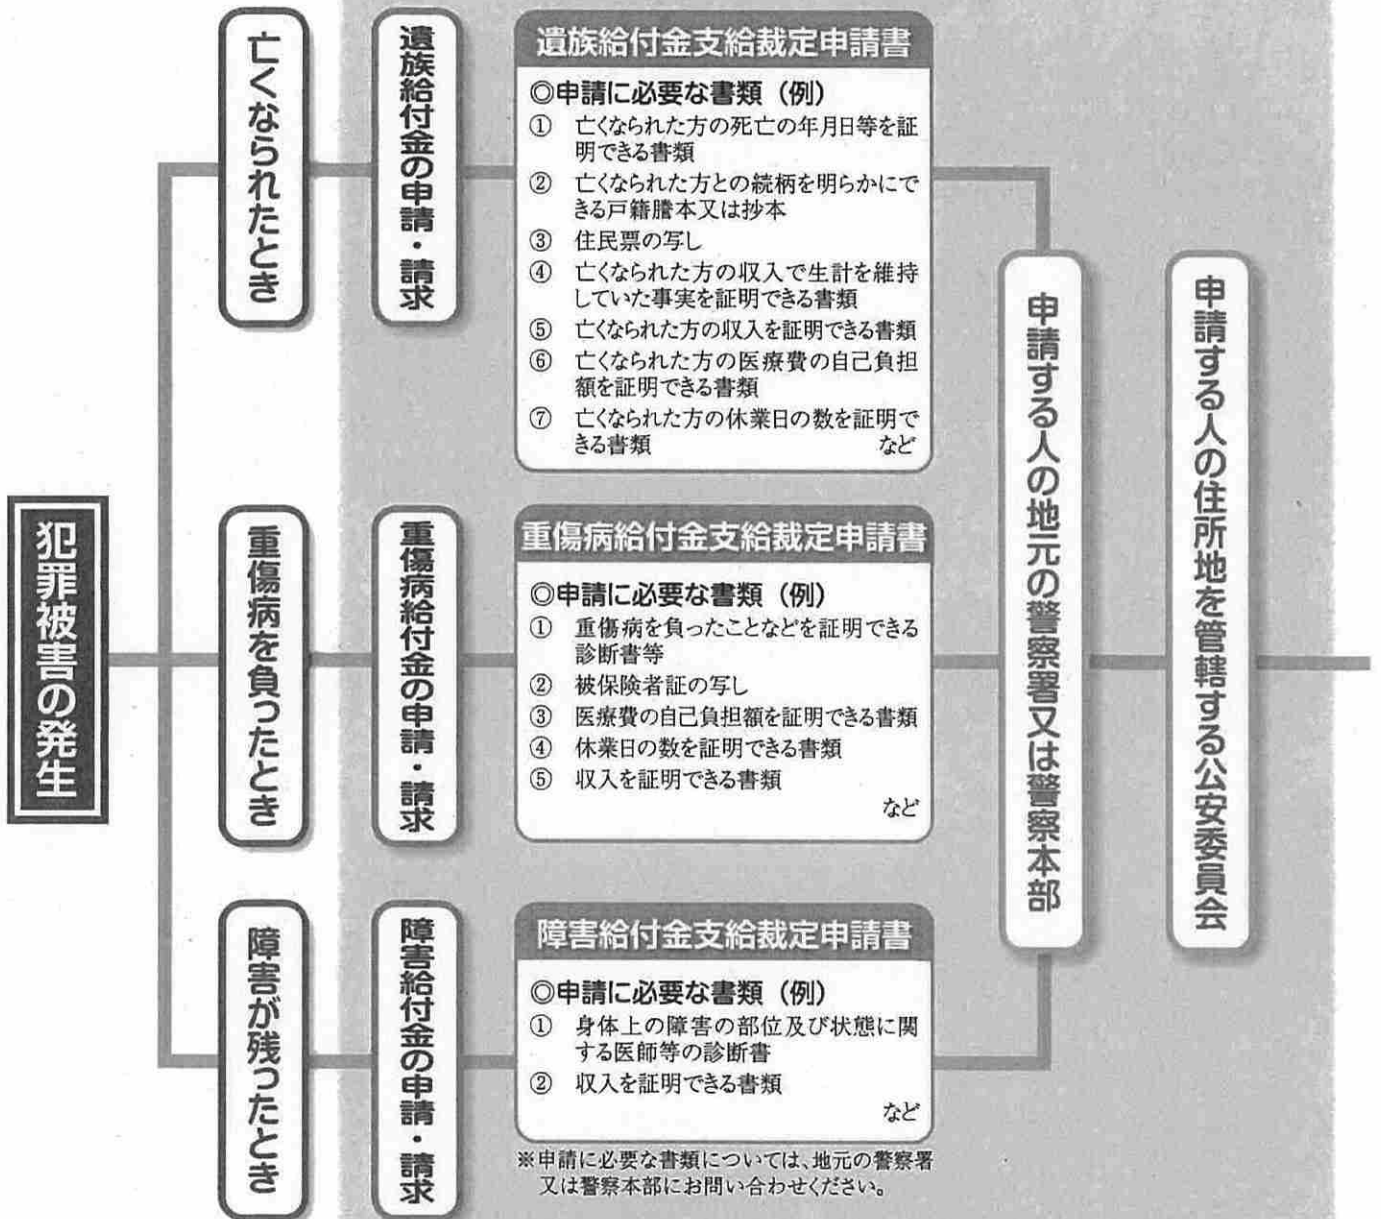 犯罪被害の発生
亡くなられたとき
遺族給付金の申請・請求
遺族給付金支給裁定申請書
◎申請に必要な書類（例）
① 亡くなられた方の死亡の年月日等を証
明できる書類
② 亡くなられた方との続柄を明らかにで
きる戸籍謄本又は抄本
③ 住民票の写し
④ 亡くなられた方の収入で生計を維持
していた事実を証明できる書類
⑤ 亡くなられた方の収入を証明できる書類
⑥ 亡くなられた方の医療費の自己負担
額を証明できる書類
⑦ 亡くなられた方の休業日の数を証明で
きる書類 など
重傷病を負ったとき
重傷病給付金の申請・請求
重傷病給付金支給裁定申請書
◎申請に必要な書類（例）
① 重傷病を負ったことなどを証明できる
診断書等
② 被保険者証の写し
③ 医療費の自己負担額を証明できる書類
④ 休業日の数を証明できる書類
⑤ 収入を証明できる書類
など
障害が残ったとき
障害給付金の申請・請求
障害給付金支給裁定申請書
◎申請に必要な書類（例）
① 身体上の障害の部位及び状態に関
する医師等の診断書
② 収入を証明できる書類
など
※申請に必要な書類については、地元の警察署
又は警察本部にお問い合わせください。
申請する人の地元の警察署又は警察本部
申請する人の住所地を管轄する公安委員会